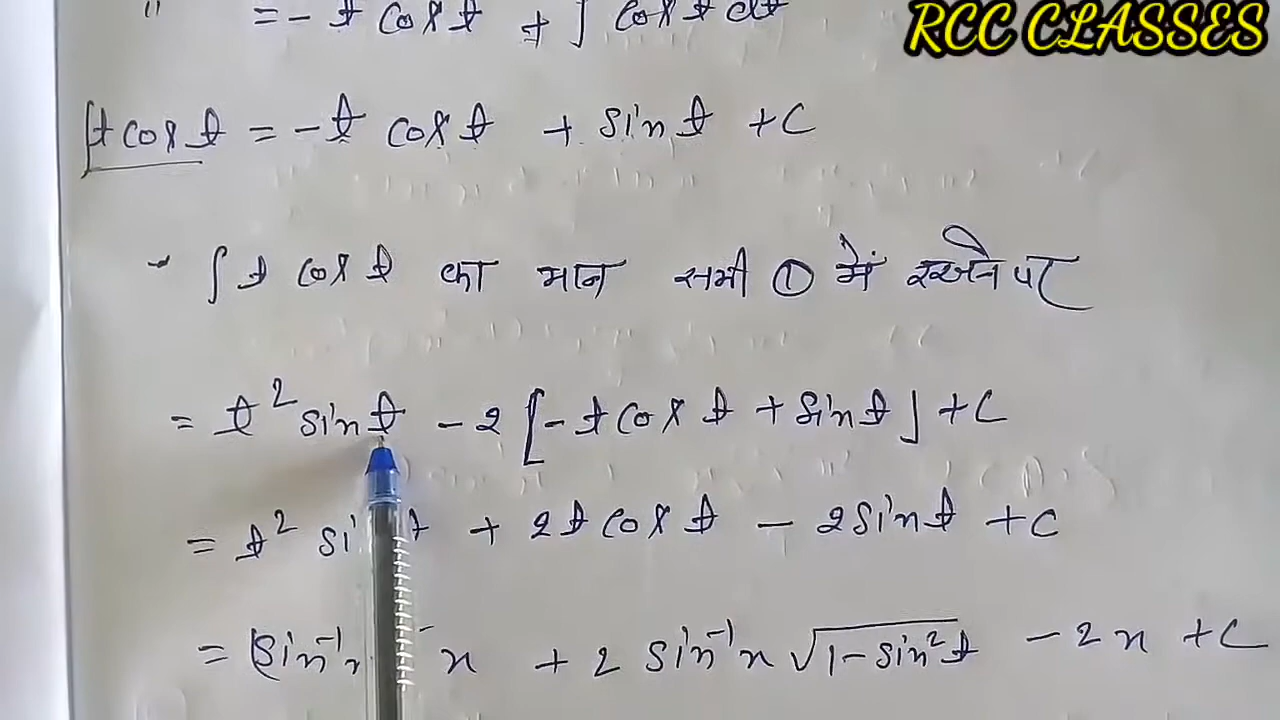 RCC CLASSES
" = - t cos t + ∫ cos t dt
∫t cos t = - t cos t + sin t + C
∫ t cos t का मान समी ① में रखने पर
= t² sin t - 2 [- t cos t + sin t] + C
= t² si t + 2t cos t - 2 sin t + C
= (sin⁻¹x x + 2 sin⁻¹x √1-sin²t - 2x + C